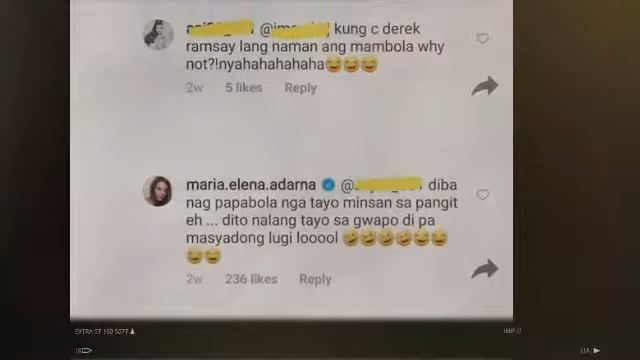 kung c derek
ramsay lang naman ang mambola why
not?!nyahahahahaha😂😂😂
2w 5 likes Reply
maria.elena.adarna @ diba
nag papabola nga tayo minsan sa pangit
eh ... dito nalang tayo sa gwapo di pa
masyadong lugi looool 🤣🤣🤣🤣😂😂
😂😂
2w 236 likes Reply